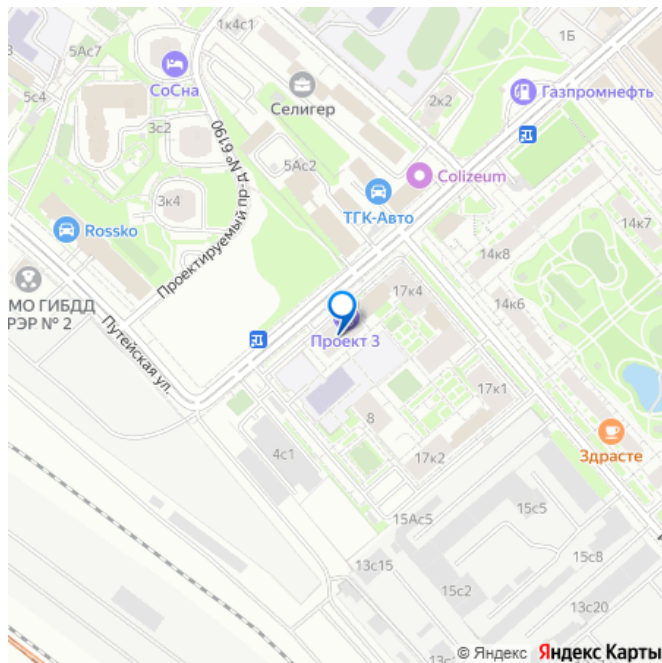 1к4с1
1Б
5Ас7
СоСна
5с4
Селигер
2к2
Газпромнефть
3с2
5Ас2
Colizeum
ТГК-Авто
3к4
Проектируемый пр-д № 6190
Rossko
14к7
14к8
МО ГИБДД
РЭР № 2
17к4
14к6
Путейская ул.
Проект 3
17к1
8
Здрасте
4с1
17к2
15с5
15Ас5
15с8
13с15
15с2
13с20
© Яндекс Яндекс Карты